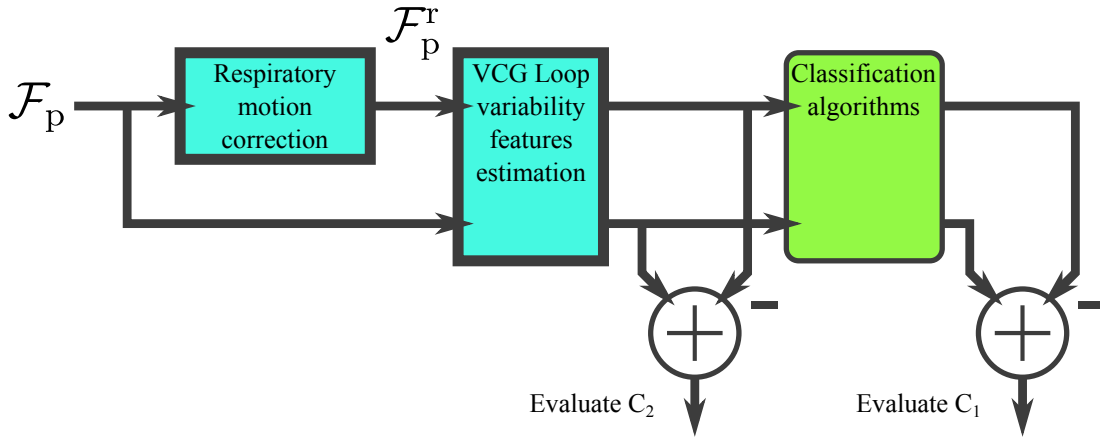 𝓕ₚ
Respiratory
motion
correction
𝓕ₚʳ
VCG Loop
variability
features
estimation
Classification
algorithms
Evaluate C₂
Evaluate C₁